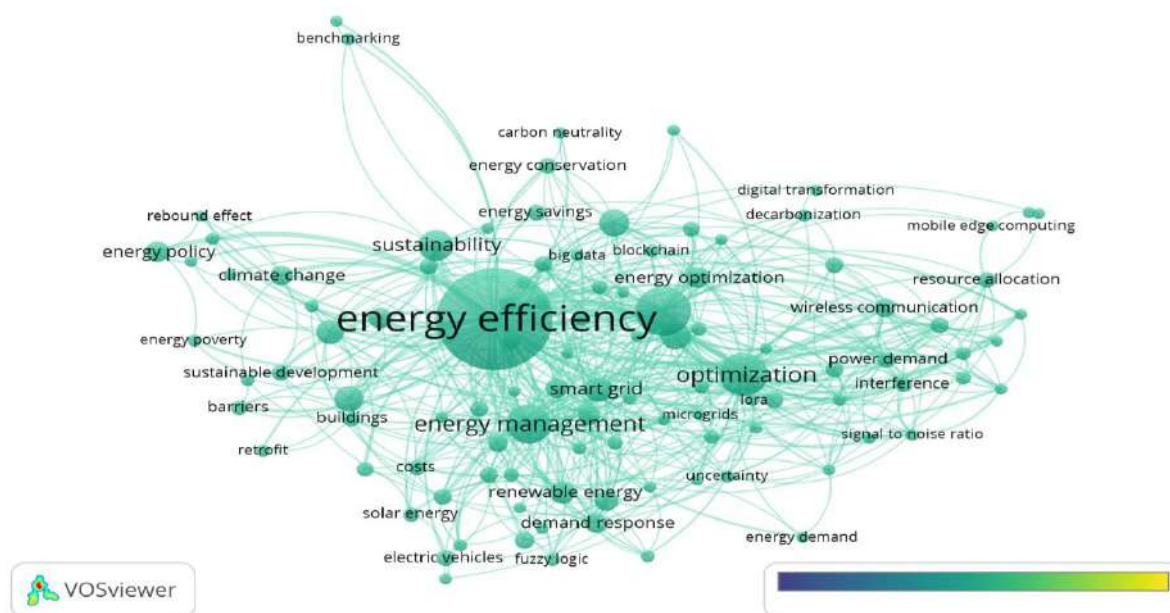 benchmarking
carbon neutrality
energy conservation
digital transformation
energy savings
decarbonization
rebound effect
mobile edge computing
energy policy
sustainability
big data
blockchain
climate change
energy optimization
resource allocation
wireless communication
energy efficiency
energy poverty
sustainable development
optimization
power demand
interference
smart grid
barriers
buildings
energy management
microgrids
lora
signal to noise ratio
retrofit
costs
uncertainty
renewable energy
solar energy
demand response
energy demand
electric vehicles
fuzzy logic
VOSviewer